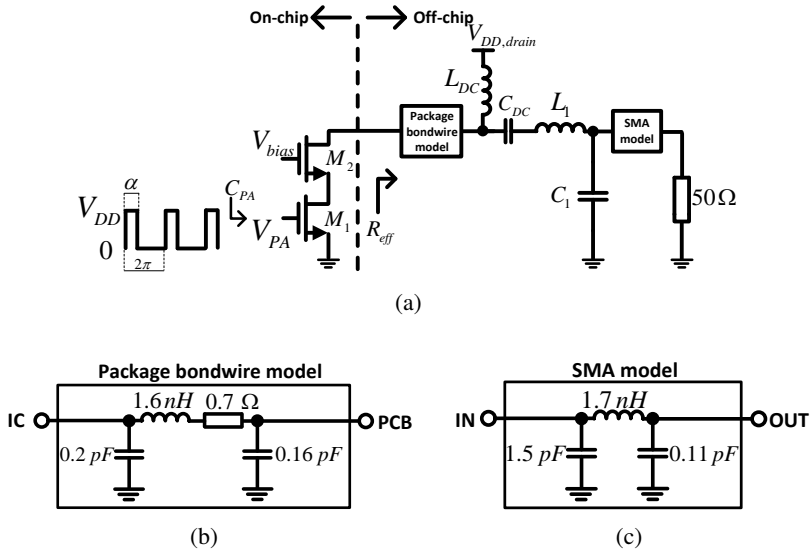 On-chip
Off-chip
V_{DD,drain}
L_{DC}
C_{DC}
L_1
Package bondwire model
SMA model
V_{bias}
M_2
α
C_{PA}
V_{DD}
0
2π
V_{PA}
M_1
R_{eff}
C_1
50 Ω
(a)
Package bondwire model
1.6 nH
0.7 Ω
IC
PCB
0.2 pF
0.16 pF
(b)
SMA model
1.7 nH
IN
OUT
1.5 pF
0.11 pF
(c)